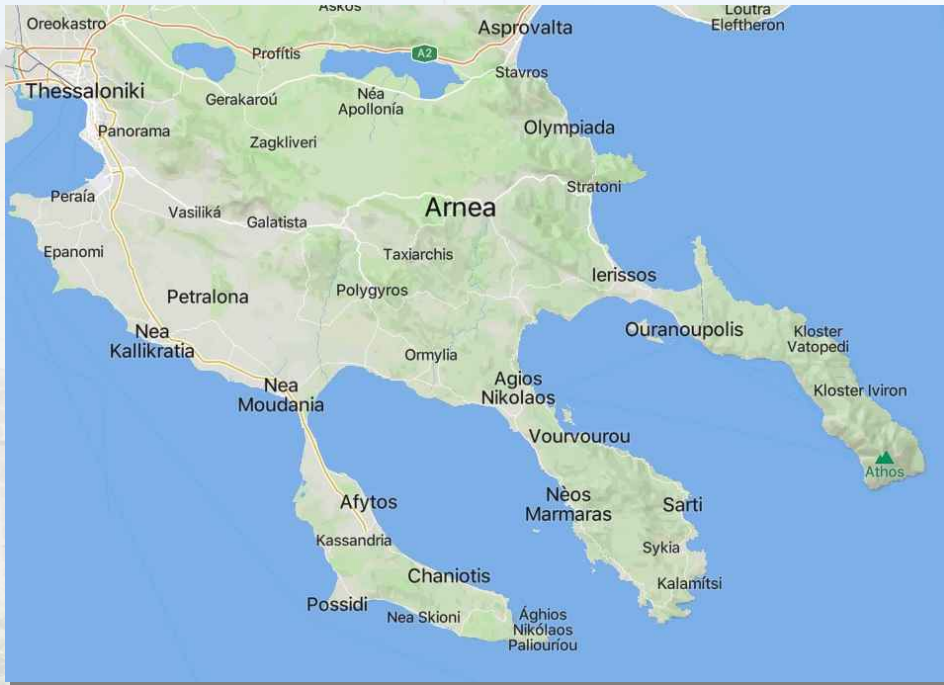 Askos
Loutra
Eleftheron
Oreokastro
Asprovalta
Profítis
A2
Stavros
Thessaloniki
Gerakaroú
Néa
Apollonía
Panorama
Zagkliveri
Olympiada
Stratoni
Peraía
Vasiliká
Galatista
Arnea
Epanomi
Taxiarchis
Ierissos
Petralona
Polygyros
Ouranoupolis
Kloster
Vatopedi
Nea
Kallikratia
Ormylia
Agios
Nikolaos
Kloster Iviron
Nea
Moudania
Vourvourou
Athos
Afytos
Nèos
Marmaras
Sarti
Kassandria
Sykia
Chaniotis
Kalamítsi
Possidi
Nea Skioni
Ághios
Nikólaos
Paliouríou